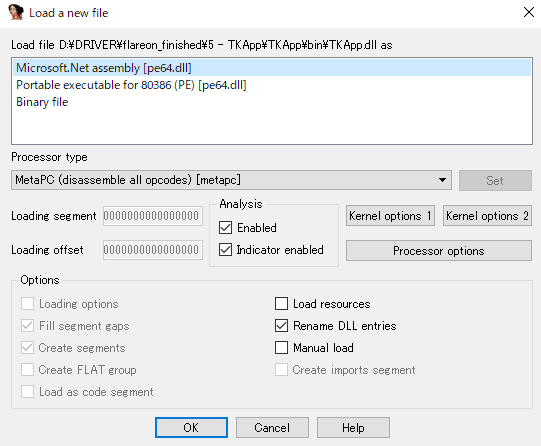 Load a new file
Load file D:¥DRIVER¥flareon_finished¥5 - TKApp¥TKApp¥bin¥TKApp.dll as
Microsoft.Net assembly [pe64.dll]
Portable executable for 80386 (PE) [pe64.dll]
Binary file
Processor type
MetaPC (disassemble all opcodes) [metapc]
Set
Loading segment 0000000000000000
Loading offset 0000000000000000
Analysis
Enabled
Indicator enabled
Kernel options 1
Kernel options 2
Processor options
Options
Loading options
Fill segment gaps
Create segments
Create FLAT group
Load as code segment
Load resources
Rename DLL entries
Manual load
Create imports segment
OK
Cancel
Help